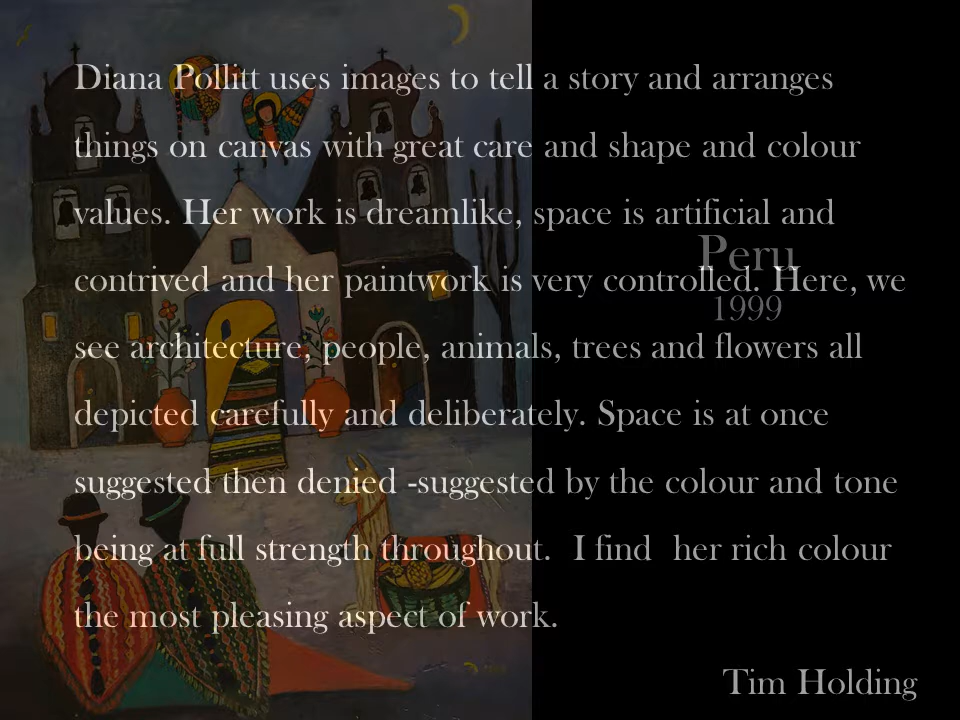 Diana Pollitt uses images to tell a story and arranges
things on canvas with great care and shape and colour
values. Her work is dreamlike, space is artificial and
Peru
contrived and her paintwork is very controlled. Here, we
1999
see architecture, people, animals, trees and flowers all
depicted carefully and deliberately. Space is at once
suggested then denied -suggested by the colour and tone
being at full strength throughout.  I find  her rich colour
the most pleasing aspect of work.
Tim Holding